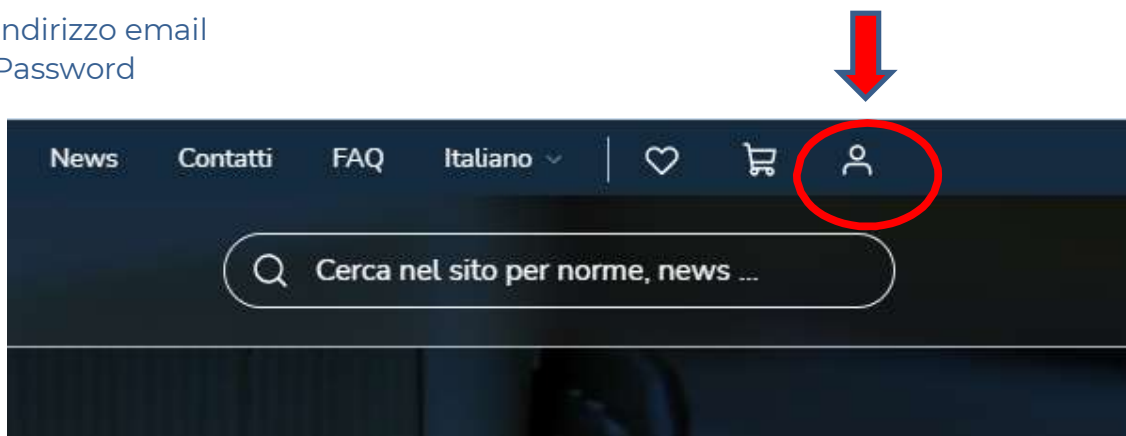 ndirizzo email
Password
News Contatti FAQ Italiano
Cerca nel sito per norme, news ...